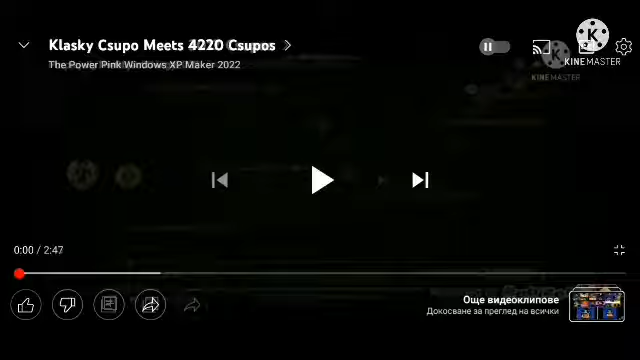 Klasky Csupo Meets 4220 Csupos
The Power Pink Windows XP Maker 2022
KINEMASTER
KINEMASTER
0:00 / 2:47
Още видеоклипове
Докосване за преглед на всички